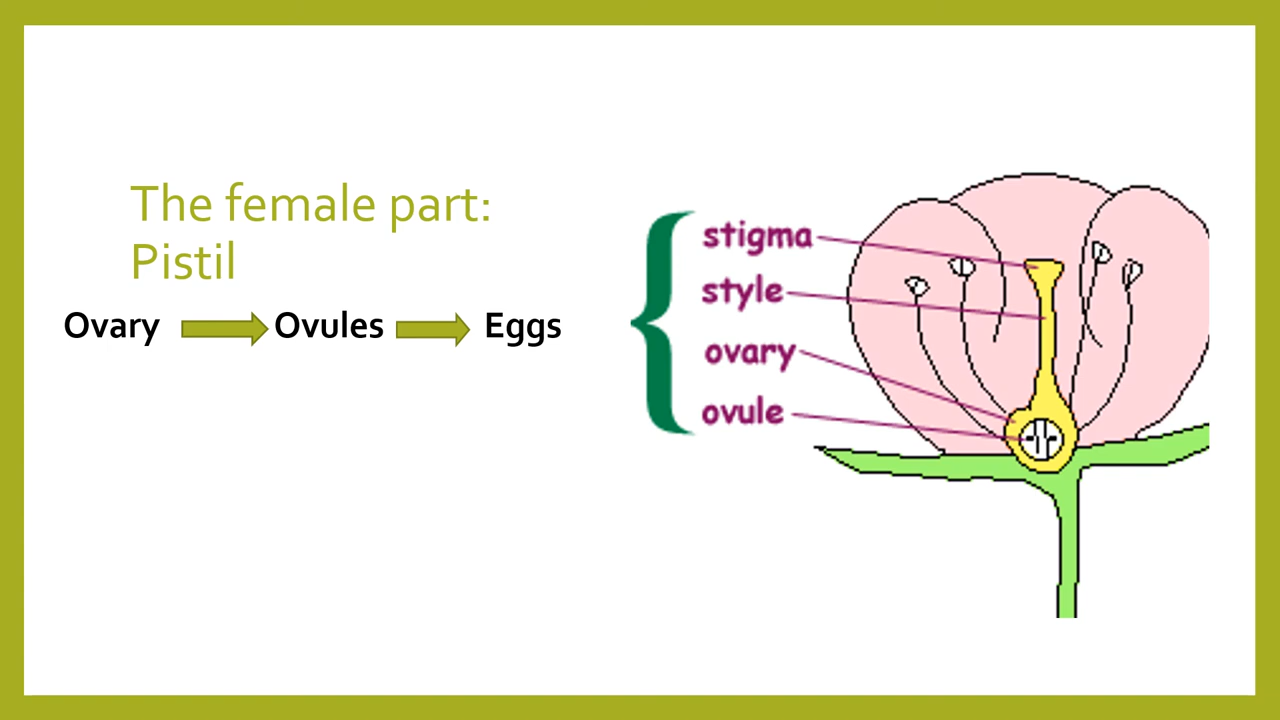 The female part:
Pistil
Ovary Ovules Eggs
stigma
style
ovary
ovule